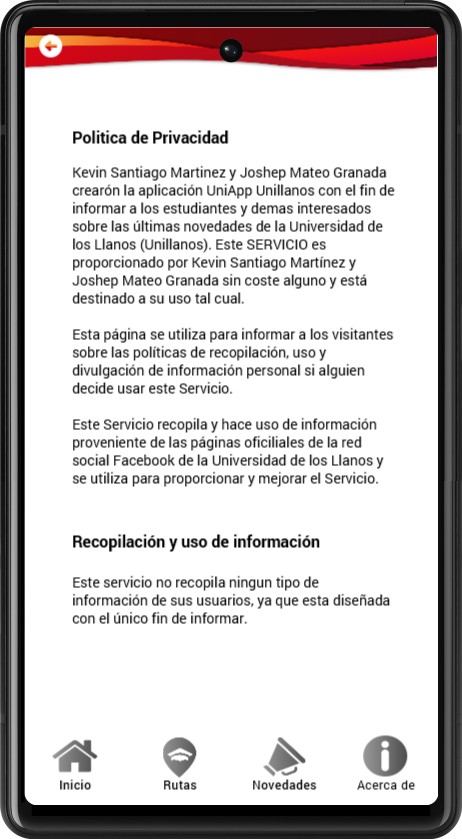 Politica de Privacidad
Kevin Santiago Martinez y Joshep Mateo Granada
crearón la aplicación UniApp Unillanos con el fin de
informar a los estudiantes y demas interesados
sobre las últimas novedades de la Universidad de
los Llanos (Unillanos). Este SERVICIO es
proporcionado por Kevin Santiago Martínez y
Joshep Mateo Granada sin coste alguno y está
destinado a su uso tal cual.
Esta página se utiliza para informar a los visitantes
sobre las políticas de recopilación, uso y
divulgación de información personal si alguien
decide usar este Servicio.
Este Servicio recopila y hace uso de información
proveniente de las páginas oficiliales de la red
social Facebook de la Universidad de los Llanos y
se utiliza para proporcionar y mejorar el Servicio.
Recopilación y uso de información
Este servicio no recopila ningun tipo de
información de sus usuarios, ya que esta diseñada
con el único fin de informar.
Inicio Rutas Novedades Acerca de